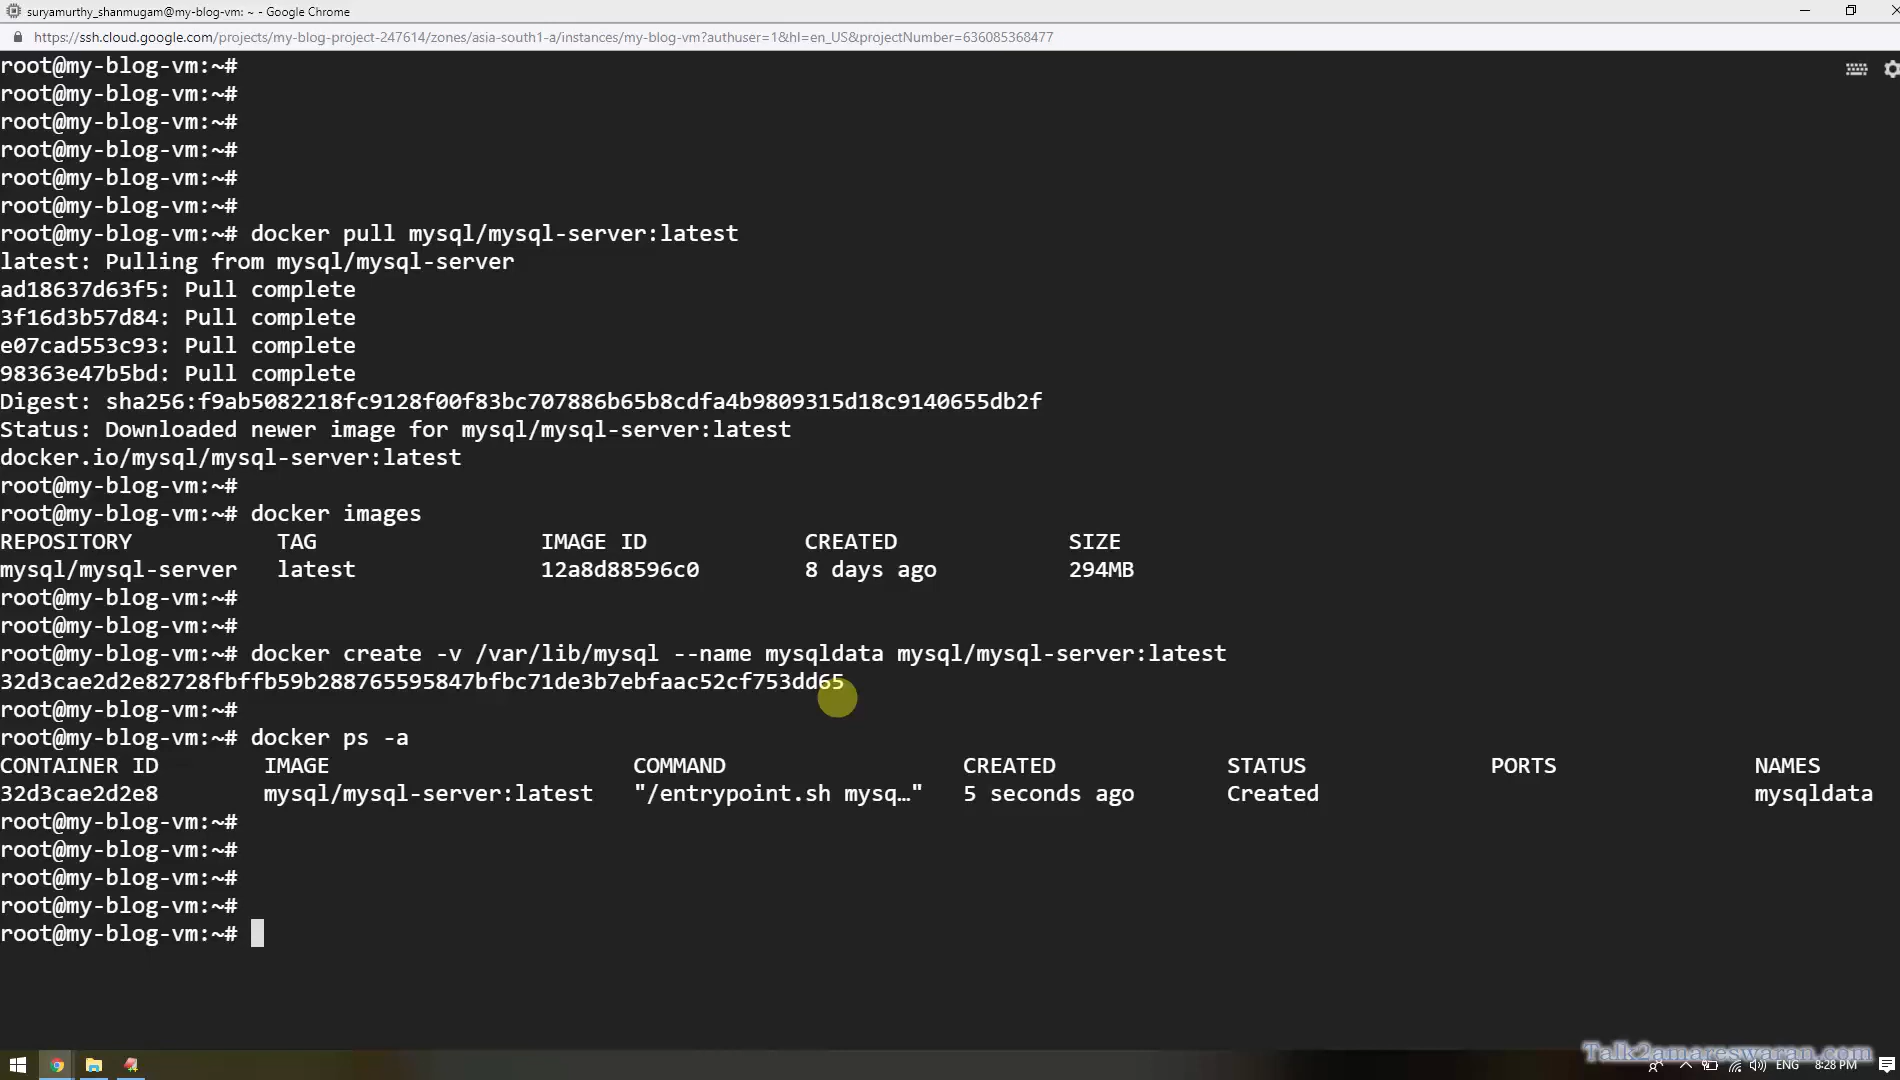 suryamurthy_shanmugam@my-blog-vm: ~ - Google Chrome
https://ssh.cloud.google.com/projects/my-blog-project-247614/zones/asia-south1-a/instances/my-blog-vm?authuser=1&hl=en_US&projectNumber=636085368477
root@my-blog-vm:~#
root@my-blog-vm:~#
root@my-blog-vm:~#
root@my-blog-vm:~#
root@my-blog-vm:~#
root@my-blog-vm:~#
root@my-blog-vm:~# docker pull mysql/mysql-server:latest
latest: Pulling from mysql/mysql-server
ad18637d63f5: Pull complete
3f16d3b57d84: Pull complete
e07cad553c93: Pull complete
98363e47b5bd: Pull complete
Digest: sha256:f9ab5082218fc9128f00f83bc707886b65b8cdfa4b9809315d18c9140655db2f
Status: Downloaded newer image for mysql/mysql-server:latest
docker.io/mysql/mysql-server:latest
root@my-blog-vm:~#
root@my-blog-vm:~# docker images
REPOSITORY TAG IMAGE ID CREATED SIZE
mysql/mysql-server latest 12a8d88596c0 8 days ago 294MB
root@my-blog-vm:~#
root@my-blog-vm:~#
root@my-blog-vm:~# docker create -v /var/lib/mysql --name mysqldata mysql/mysql-server:latest
32d3cae2d2e82728fbffb59b288765595847bfbc71de3b7ebfaac52cf753dd65
root@my-blog-vm:~#
root@my-blog-vm:~# docker ps -a
CONTAINER ID IMAGE COMMAND CREATED STATUS PORTS NAMES
32d3cae2d2e8 mysql/mysql-server:latest "/entrypoint.sh mysq…" 5 seconds ago Created mysqldata
root@my-blog-vm:~#
root@my-blog-vm:~#
root@my-blog-vm:~#
root@my-blog-vm:~#
root@my-blog-vm:~#
Talk2amareswaran.com
ENG 8:28 PM